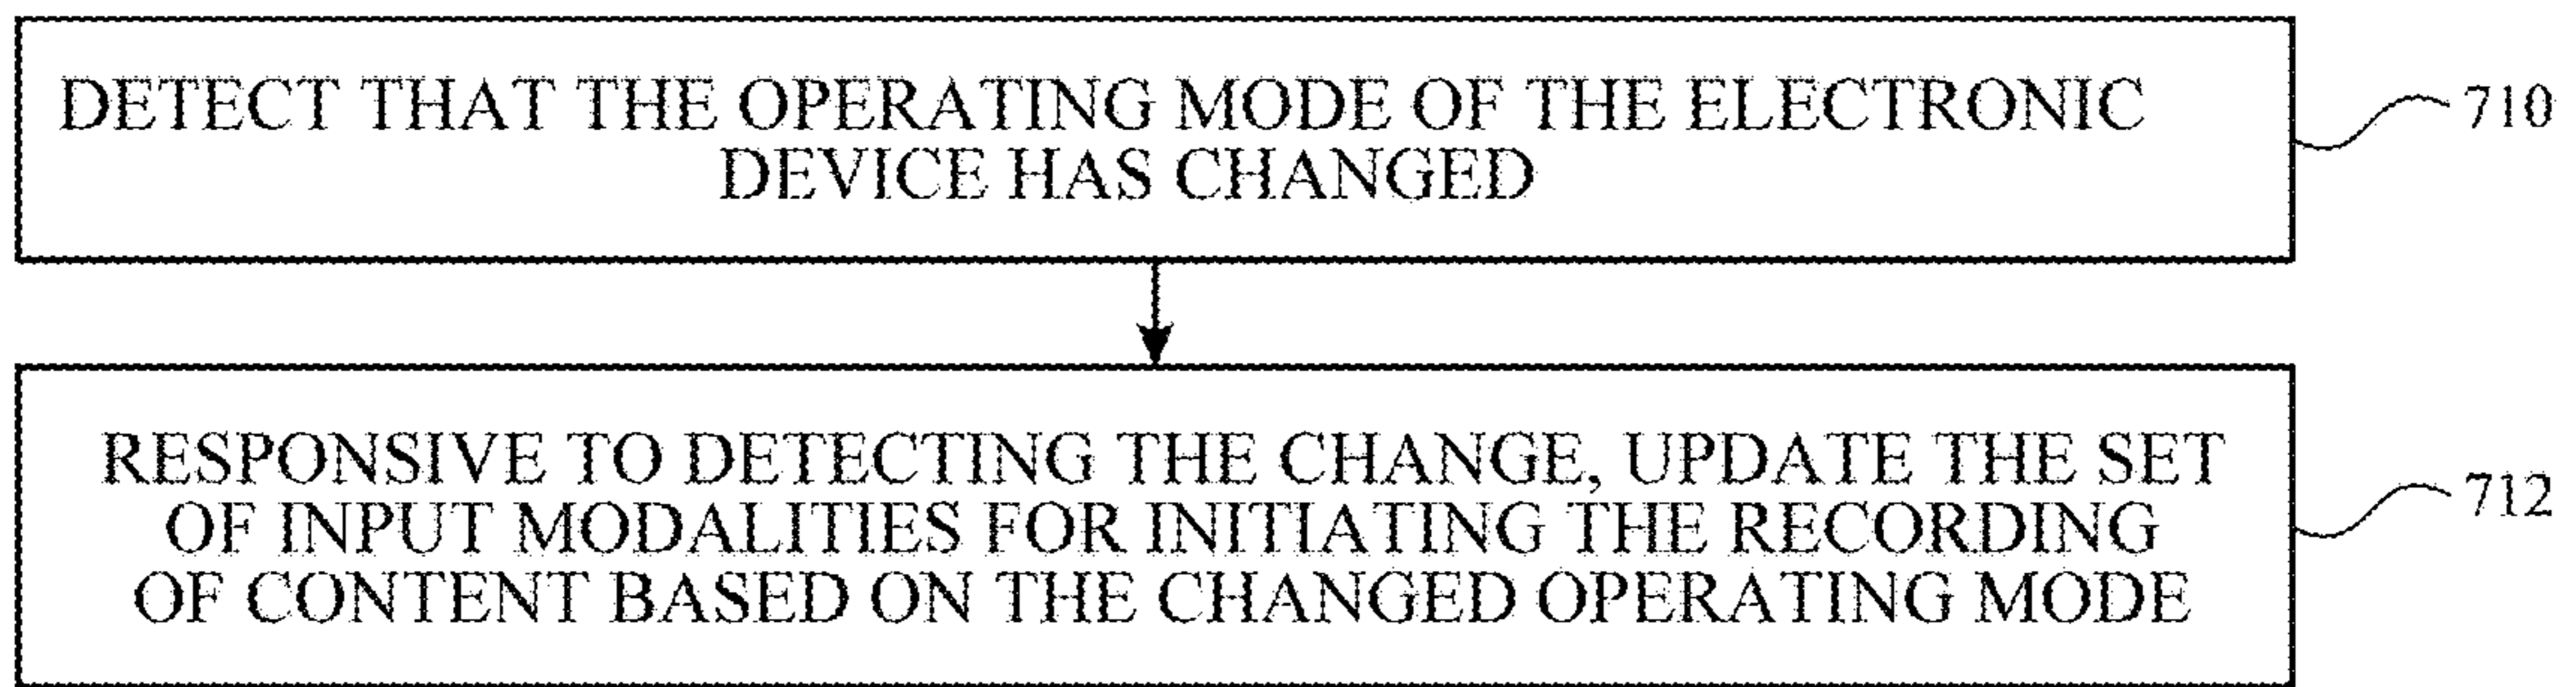 DETECT THAT THE OPERATING MODE OF THE ELECTRONIC
DEVICE HAS CHANGED
710
RESPONSIVE TO DETECTING THE CHANGE, UPDATE THE SET
OF INPUT MODALITIES FOR INITIATING THE RECORDING
OF CONTENT BASED ON THE CHANGED OPERATING MODE
712